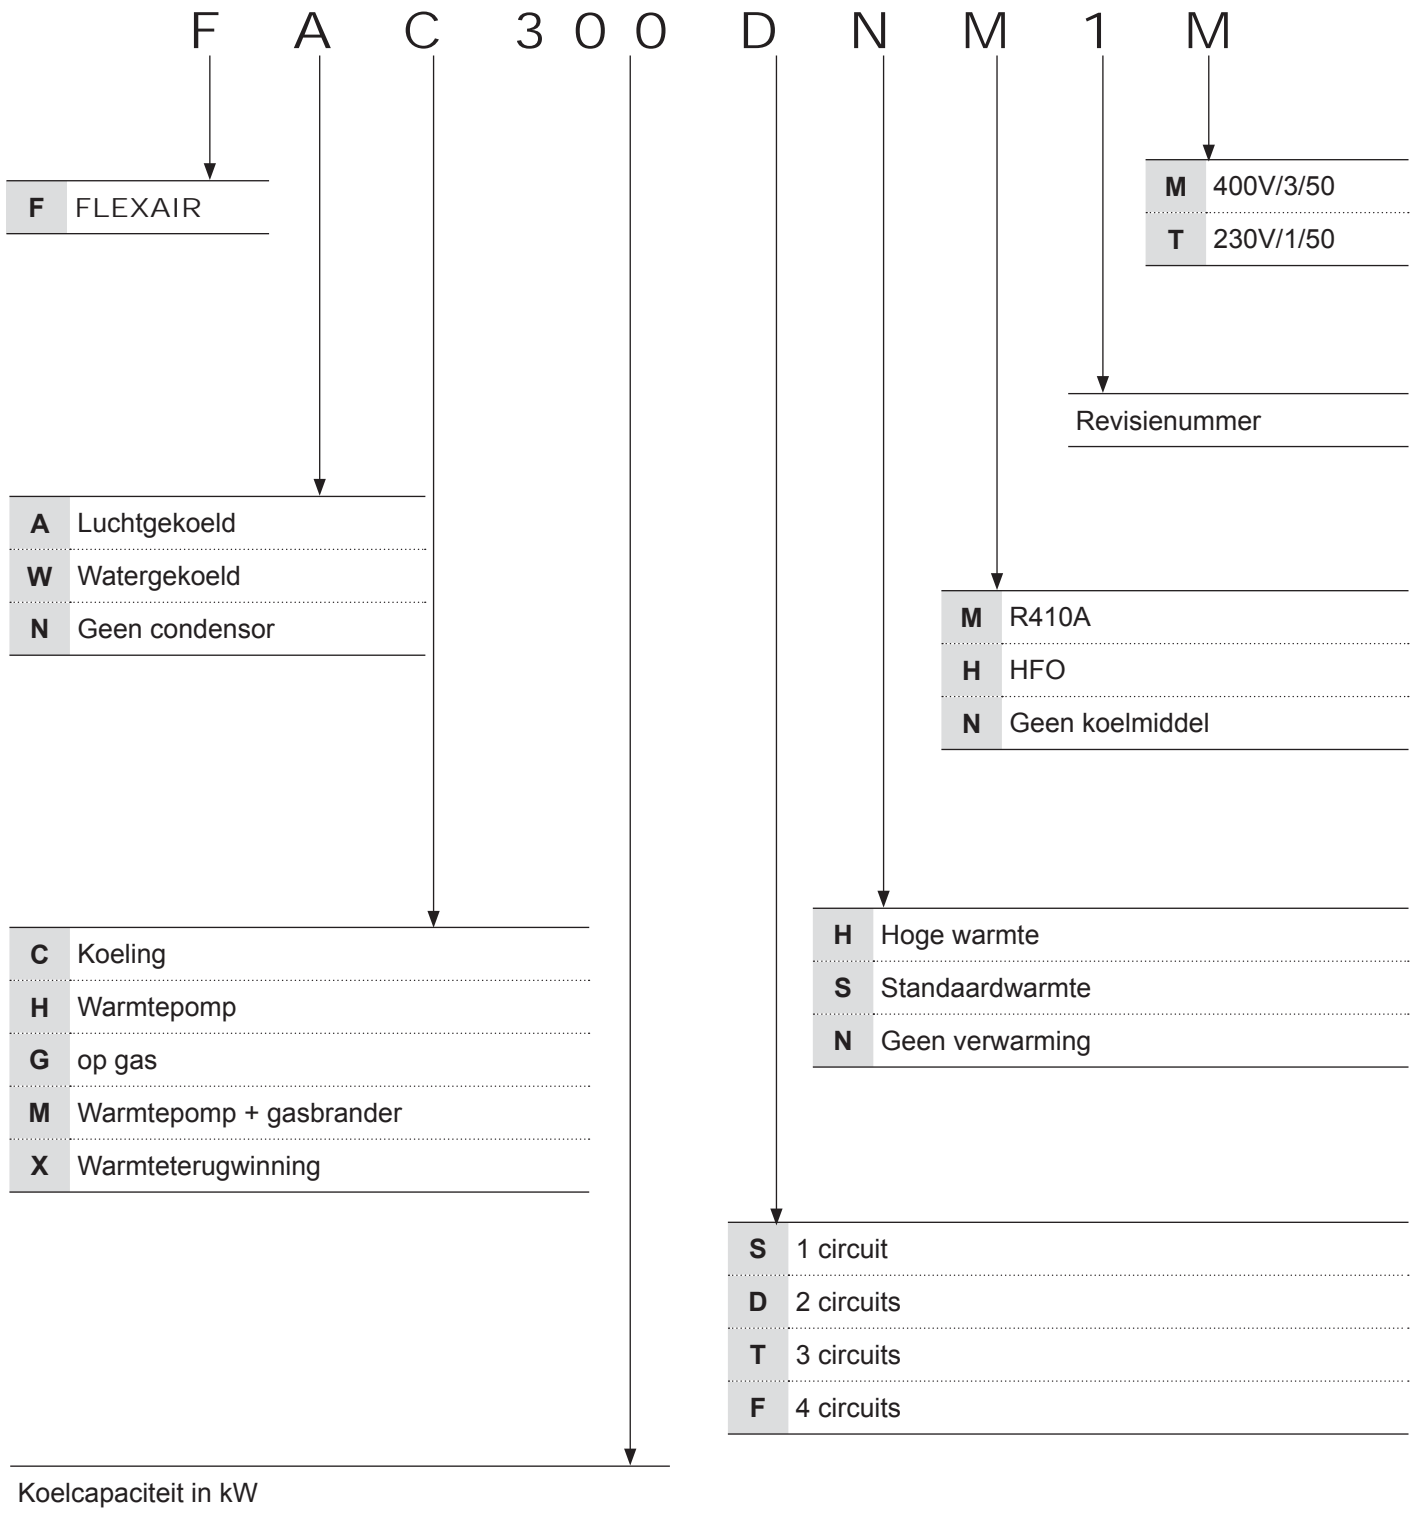 F A C 3 0 0 D N M 1 M
F FLEXAIR
M 400V/3/50
T 230V/1/50
Revisienummer
A Luchtgekoeld
W Watergekoeld
N Geen condensor
M R410A
H HFO
N Geen koelmiddel
C Koeling
H Warmtepomp
G op gas
M Warmtepomp + gasbrander
X Warmteterugwinning
H Hoge warmte
S Standaardwarmte
N Geen verwarming
S 1 circuit
D 2 circuits
T 3 circuits
F 4 circuits
Koelcapaciteit in kW